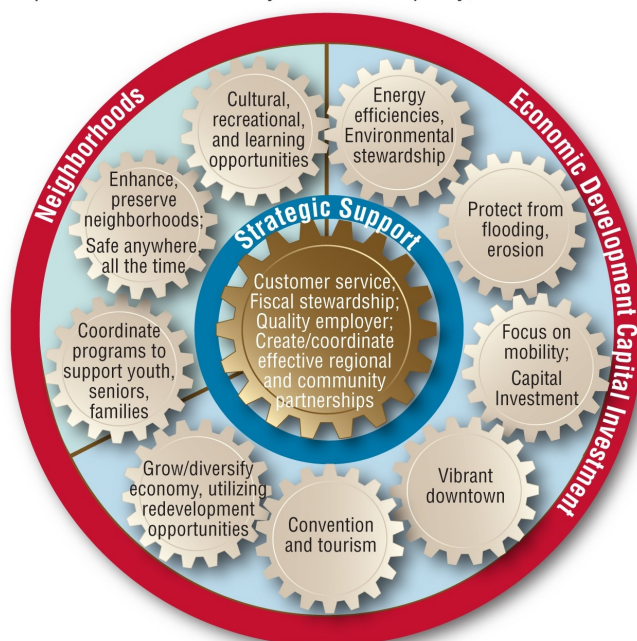 Neighborhoods
Economic Development Capital Investment
Strategic Support
Cultural,
recreational,
and learning
opportunities
Energy
efficiencies,
Environmental
stewardship
Enhance,
preserve
neighborhoods;
Safe anywhere,
all the time
Protect from
flooding,
erosion
Customer service,
Fiscal stewardship;
Quality employer;
Create/coordinate
effective regional
and community
partnerships
Coordinate
programs to
support youth,
seniors,
families
Focus on
mobility;
Capital
Investment
Grow/diversify
economy, utilizing
redevelopment
opportunities
Convention
and tourism
Vibrant
downtown